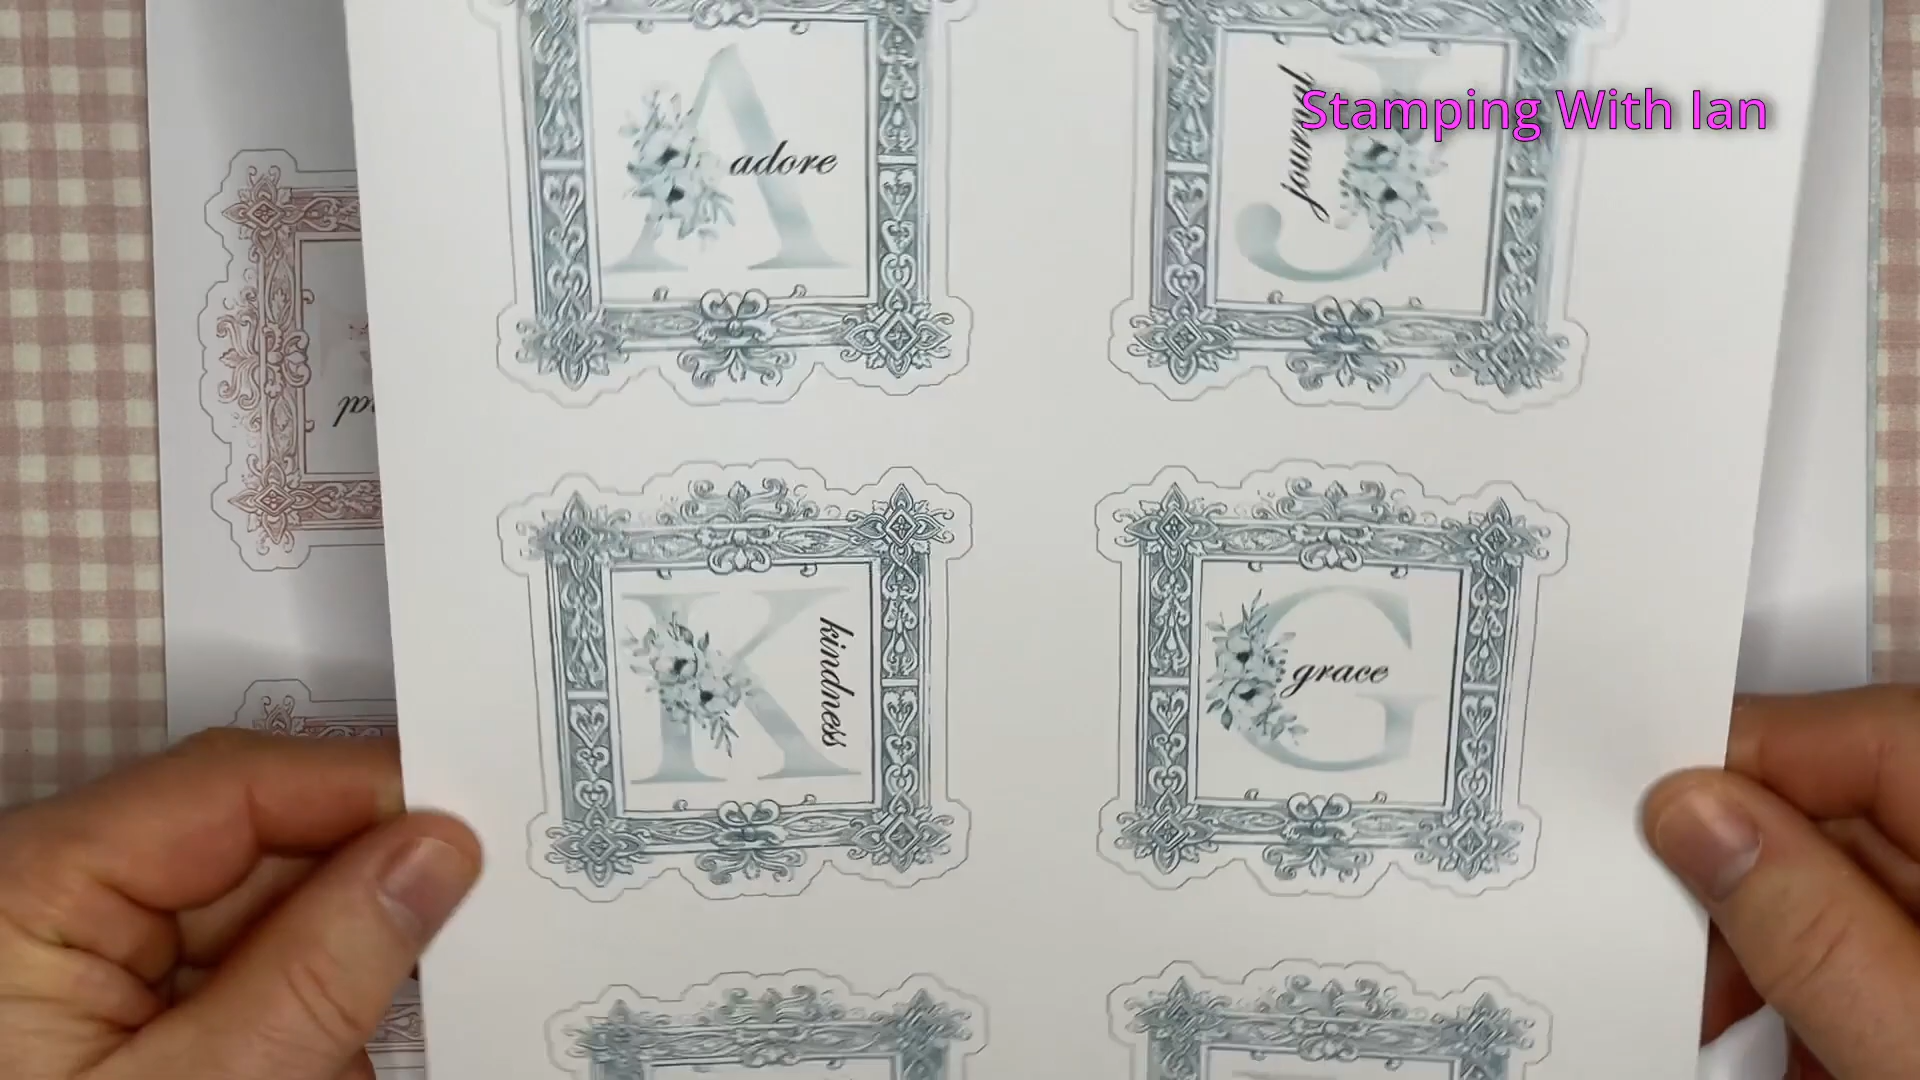 A
adore
J
journal
Stamping With Ian
K
kindness
G
grace